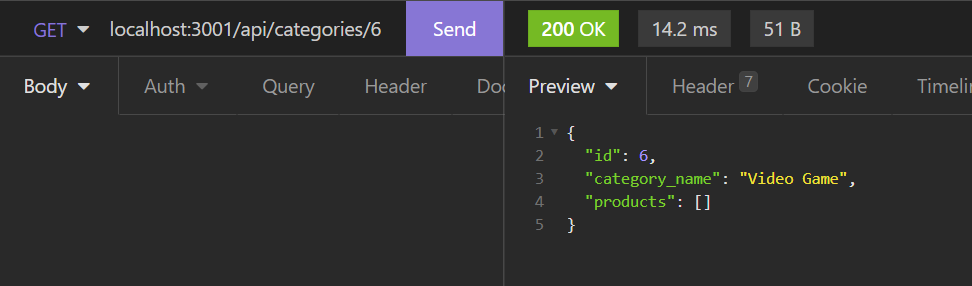 GET localhost:3001/api/categories/6 Send 200 OK 14.2 ms 51 B
Body Auth Query Header Doc Preview Header 7 Cookie Timelin
1 {
2 "id": 6,
3 "category_name": "Video Game",
4 "products": []
5 }